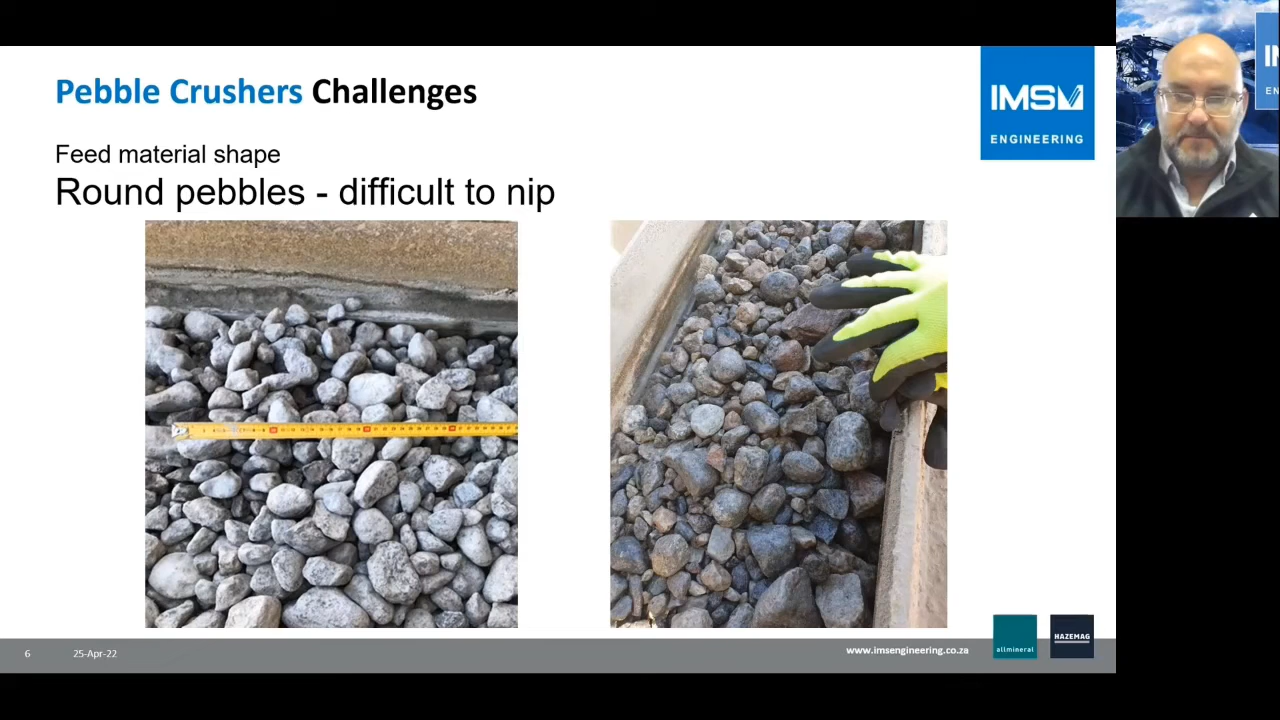 Pebble Crushers Challenges
Feed material shape
Round pebbles - difficult to nip
IMS
ENGINEERING
6
25-Apr-22
www.imsengineering.co.za
allmineral
HAZEMAG